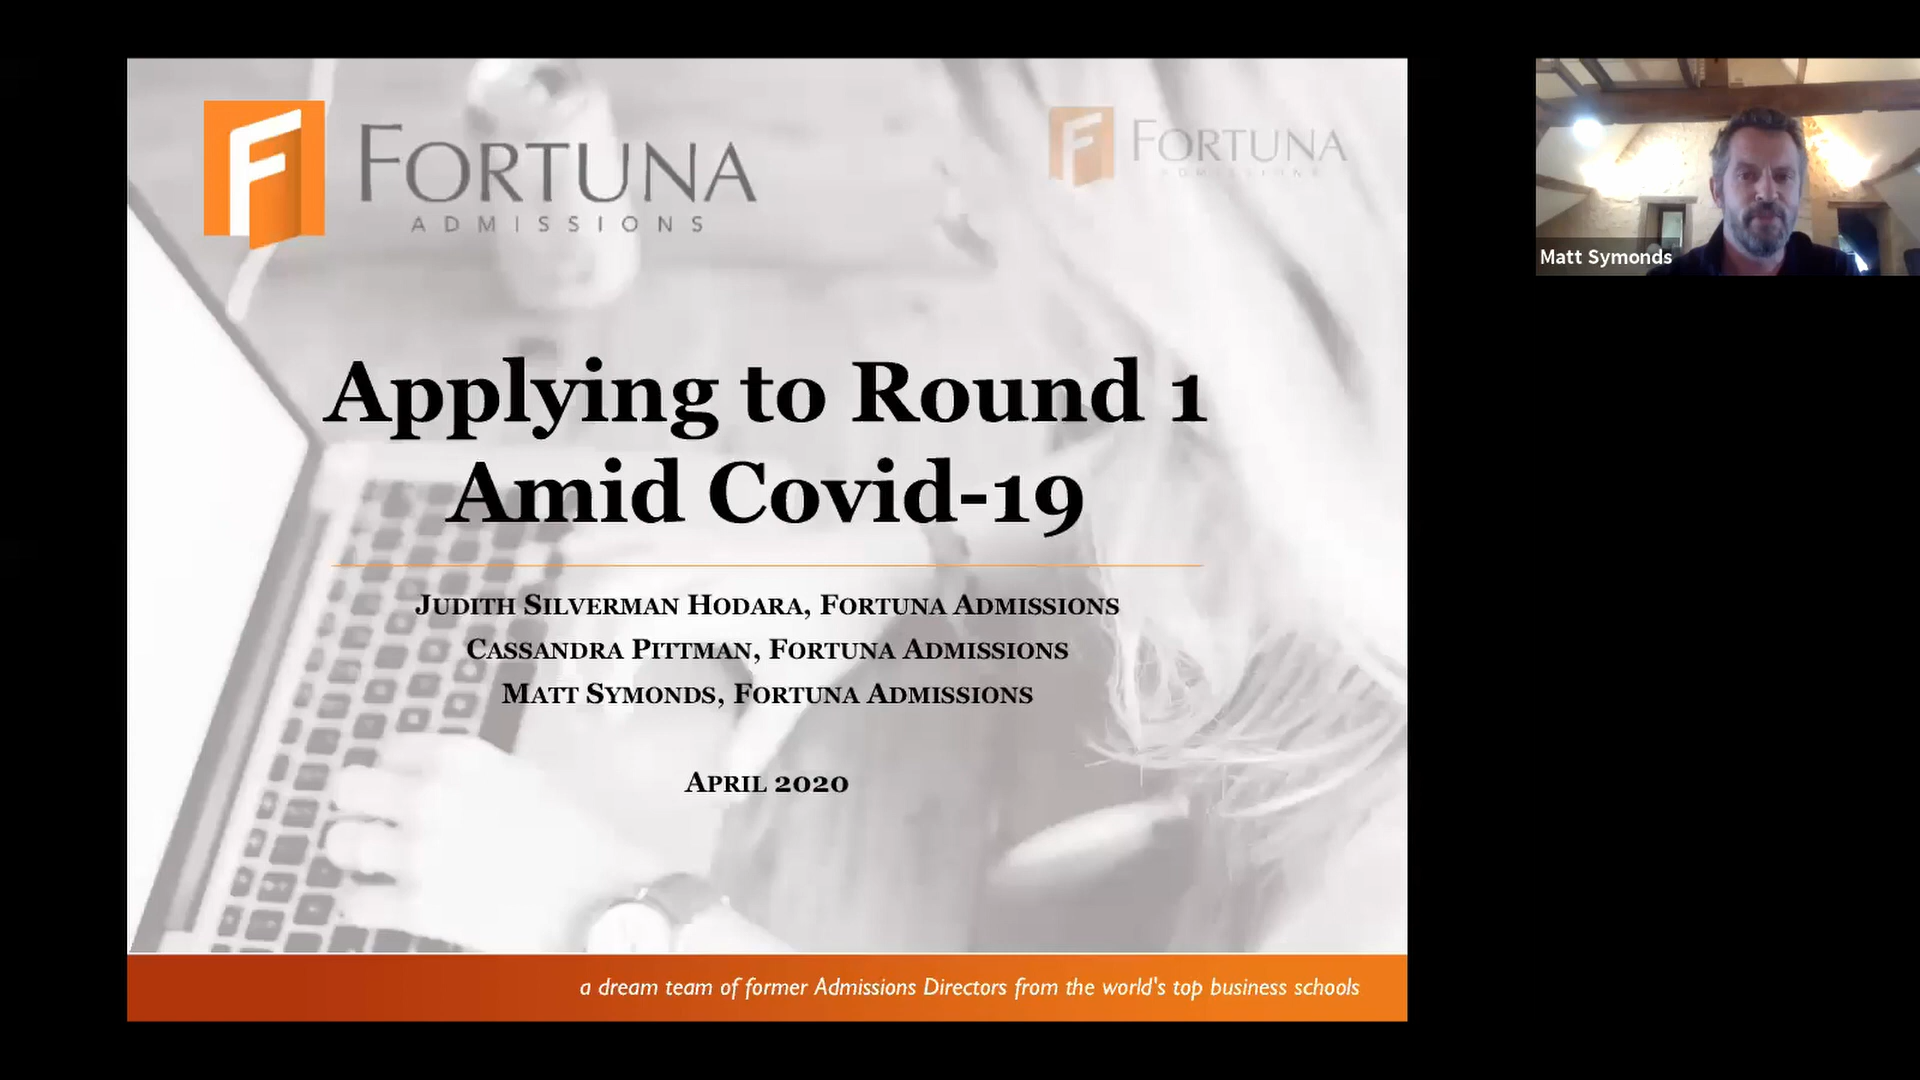 FORTUNA
ADMISSIONS
FORTUNA
ADMISSIONS
Applying to Round 1
Amid Covid-19
JUDITH SILVERMAN HODARA, FORTUNA ADMISSIONS
CASSANDRA PITTMAN, FORTUNA ADMISSIONS
MATT SYMONDS, FORTUNA ADMISSIONS
APRIL 2020
a dream team of former Admissions Directors from the world's top business schools
Matt Symonds